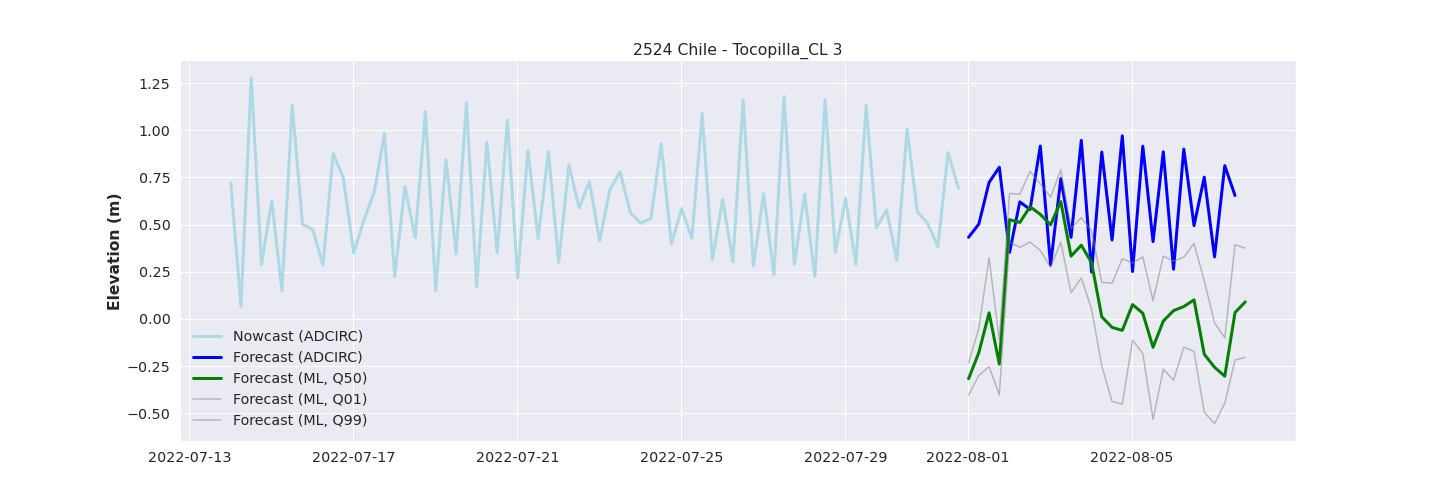 2524 Chile - Tocopilla_CL 3
Elevation (m)
1.25
1.00
0.75
0.50
0.25
0.00
−0.25
−0.50
Nowcast (ADCIRC)
Forecast (ADCIRC)
Forecast (ML, Q50)
Forecast (ML, Q01)
Forecast (ML, Q99)
2022-07-13 2022-07-17 2022-07-21 2022-07-25 2022-07-29 2022-08-01 2022-08-05